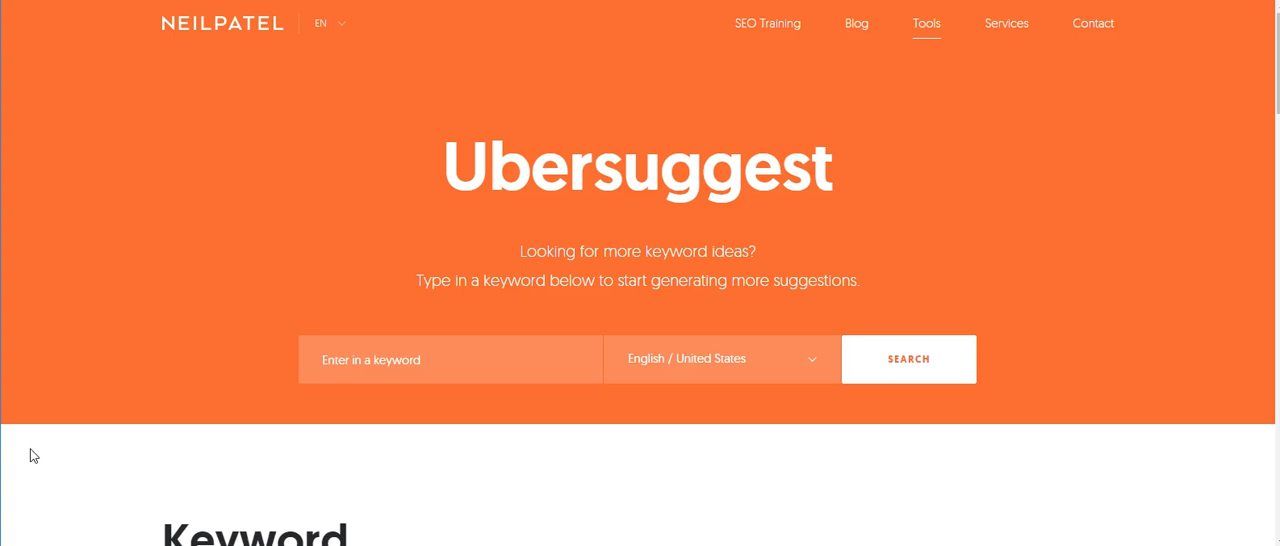 NEILPATEL
EN
SEO Training
Blog
Tools
Services
Contact
Ubersuggest
Looking for more keyword ideas?
Type in a keyword below to start generating more suggestions.
Enter in a keyword
English / United States
SEARCH
Keyword